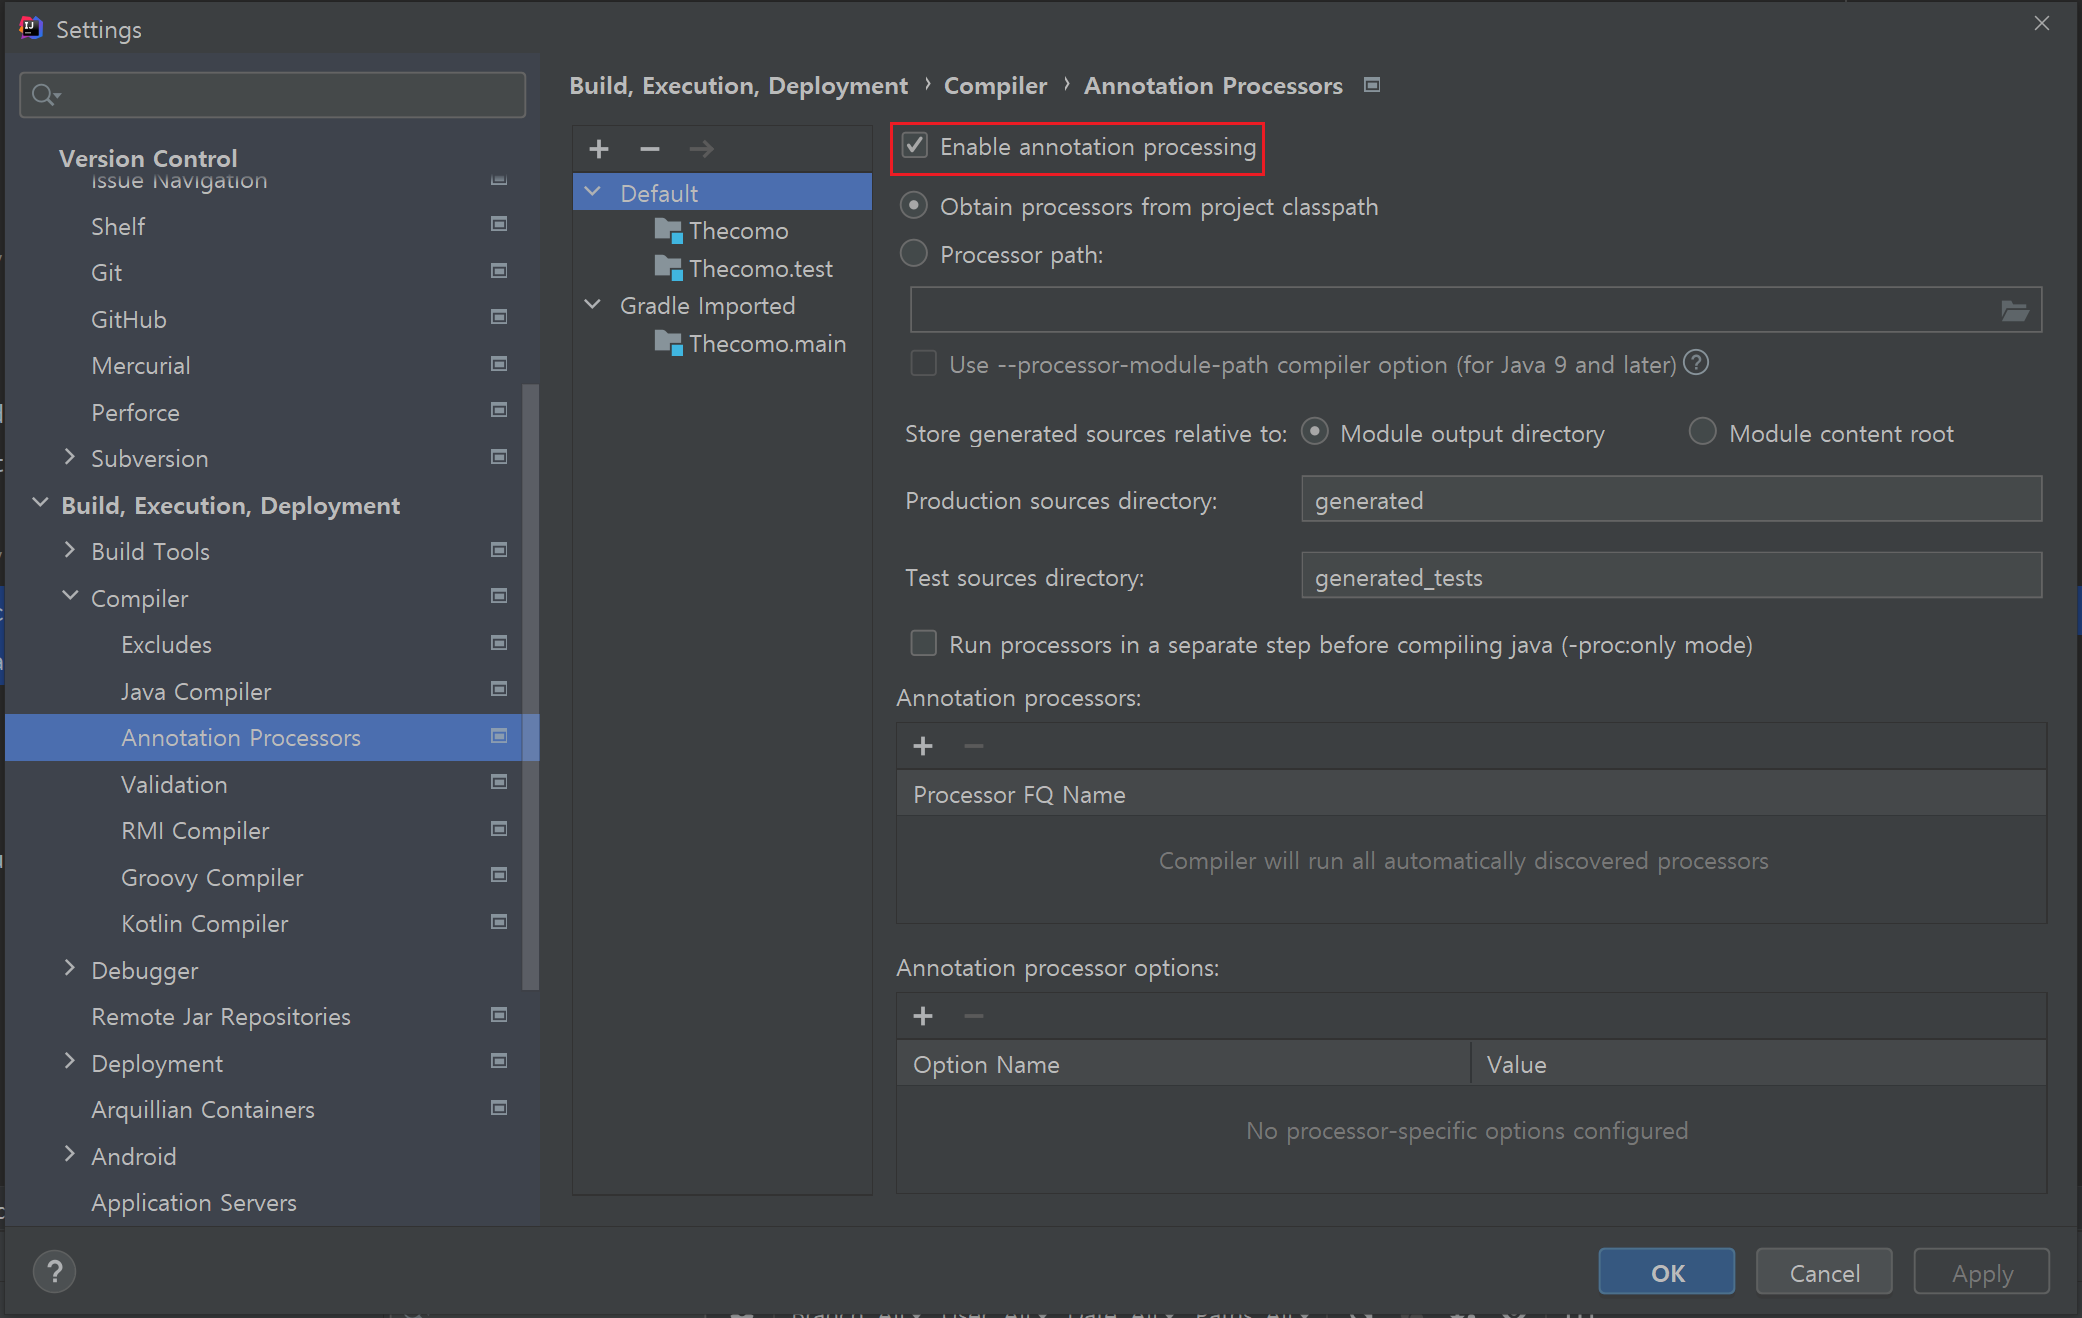 Settings
Version Control
Issue Navigation
Shelf
Git
GitHub
Mercurial
Perforce
Subversion
Build, Execution, Deployment
Build Tools
Compiler
Excludes
Java Compiler
Annotation Processors
Validation
RMI Compiler
Groovy Compiler
Kotlin Compiler
Debugger
Remote Jar Repositories
Deployment
Arquillian Containers
Android
Application Servers
Build, Execution, Deployment › Compiler › Annotation Processors
Default
Thecomo
Thecomo.test
Gradle Imported
Thecomo.main
Enable annotation processing
Obtain processors from project classpath
Processor path:
Use --processor-module-path compiler option (for Java 9 and later)
Store generated sources relative to: Module output directory Module content root
Production sources directory: generated
Test sources directory: generated_tests
Run processors in a separate step before compiling java (-proc:only mode)
Annotation processors:
Processor FQ Name
Compiler will run all automatically discovered processors
Annotation processor options:
Option Name Value
No processor-specific options configured
OK Cancel Apply